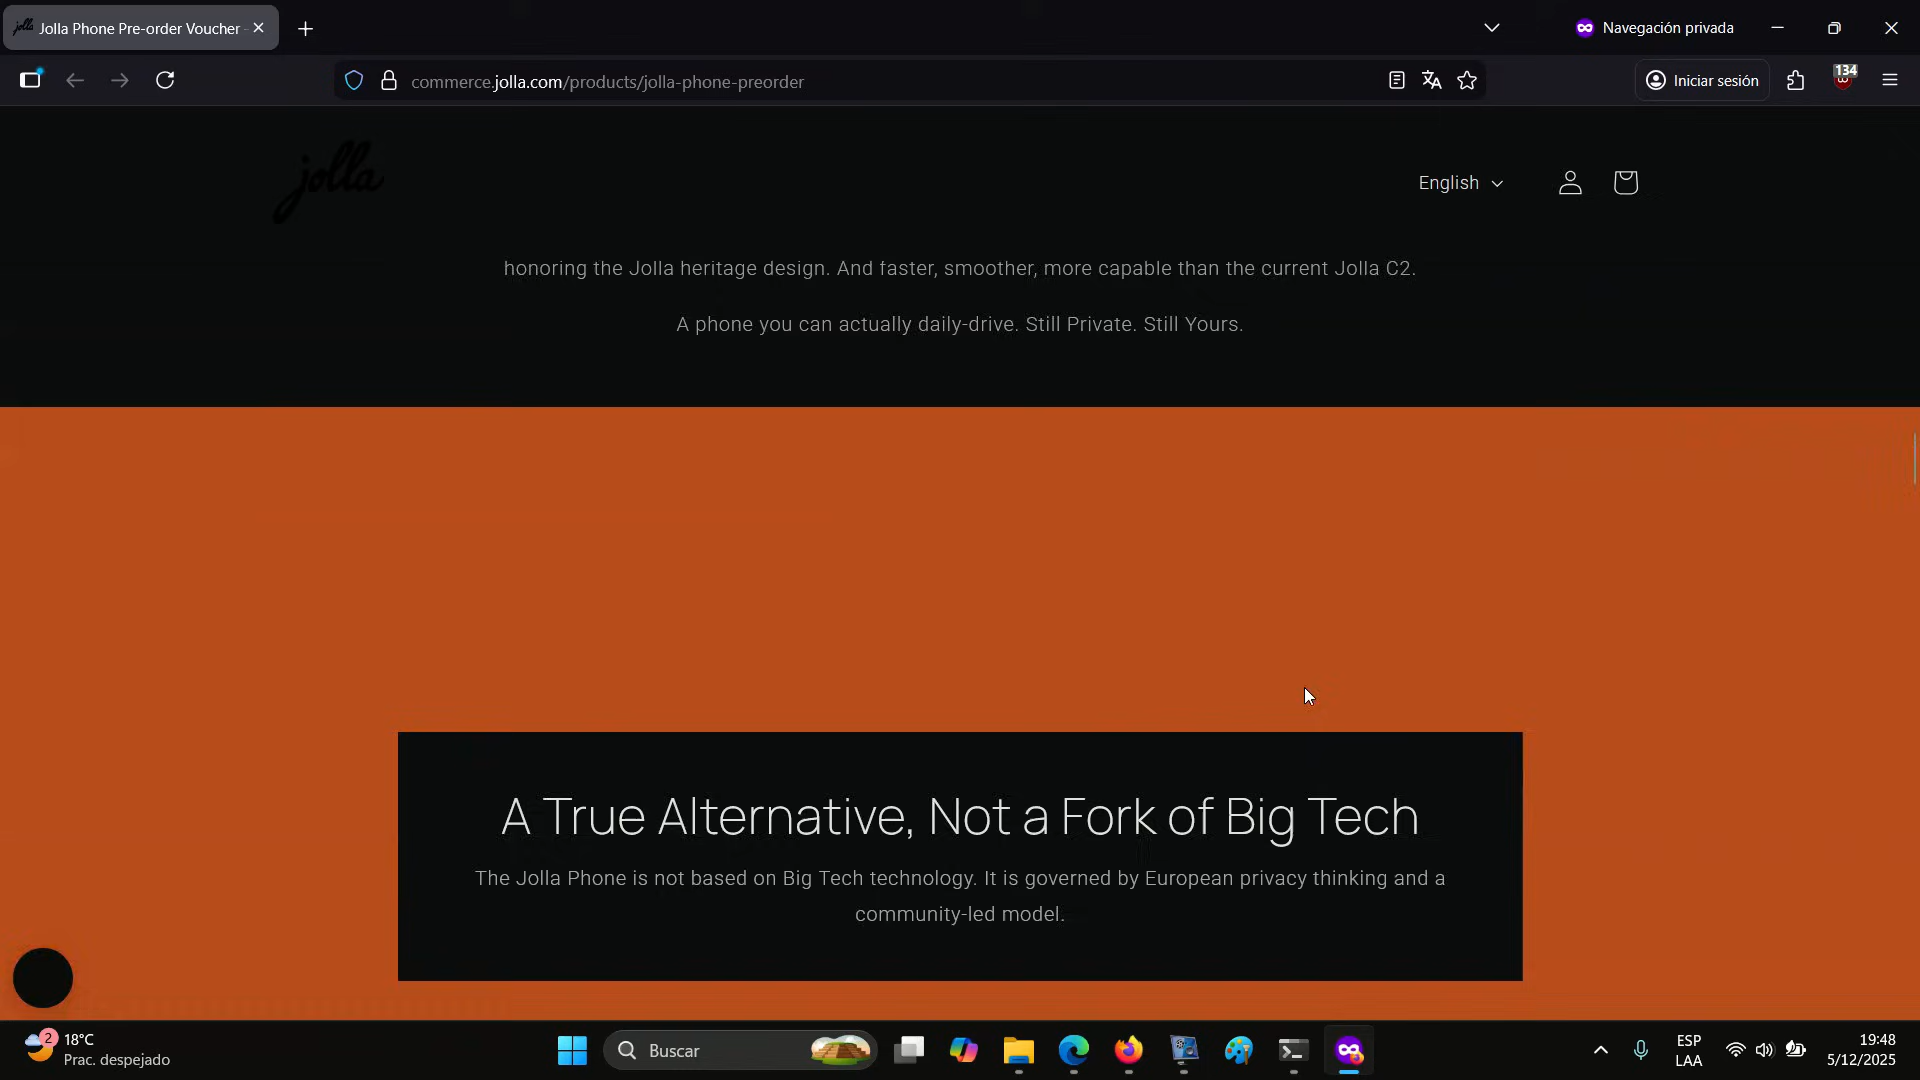 jolla Jolla Phone Pre-order Voucher -
Navegación privada
commerce.jolla.com/products/jolla-phone-preorder
Iniciar sesión
134
jolla
English
honoring the Jolla heritage design. And faster, smoother, more capable than the current Jolla C2.
A phone you can actually daily-drive. Still Private. Still Yours.
A True Alternative, Not a Fork of Big Tech
The Jolla Phone is not based on Big Tech technology. It is governed by European privacy thinking and a
community-led model.
2
18°C
Prac. despejado
Buscar
ESP
LAA
19:48
5/12/2025